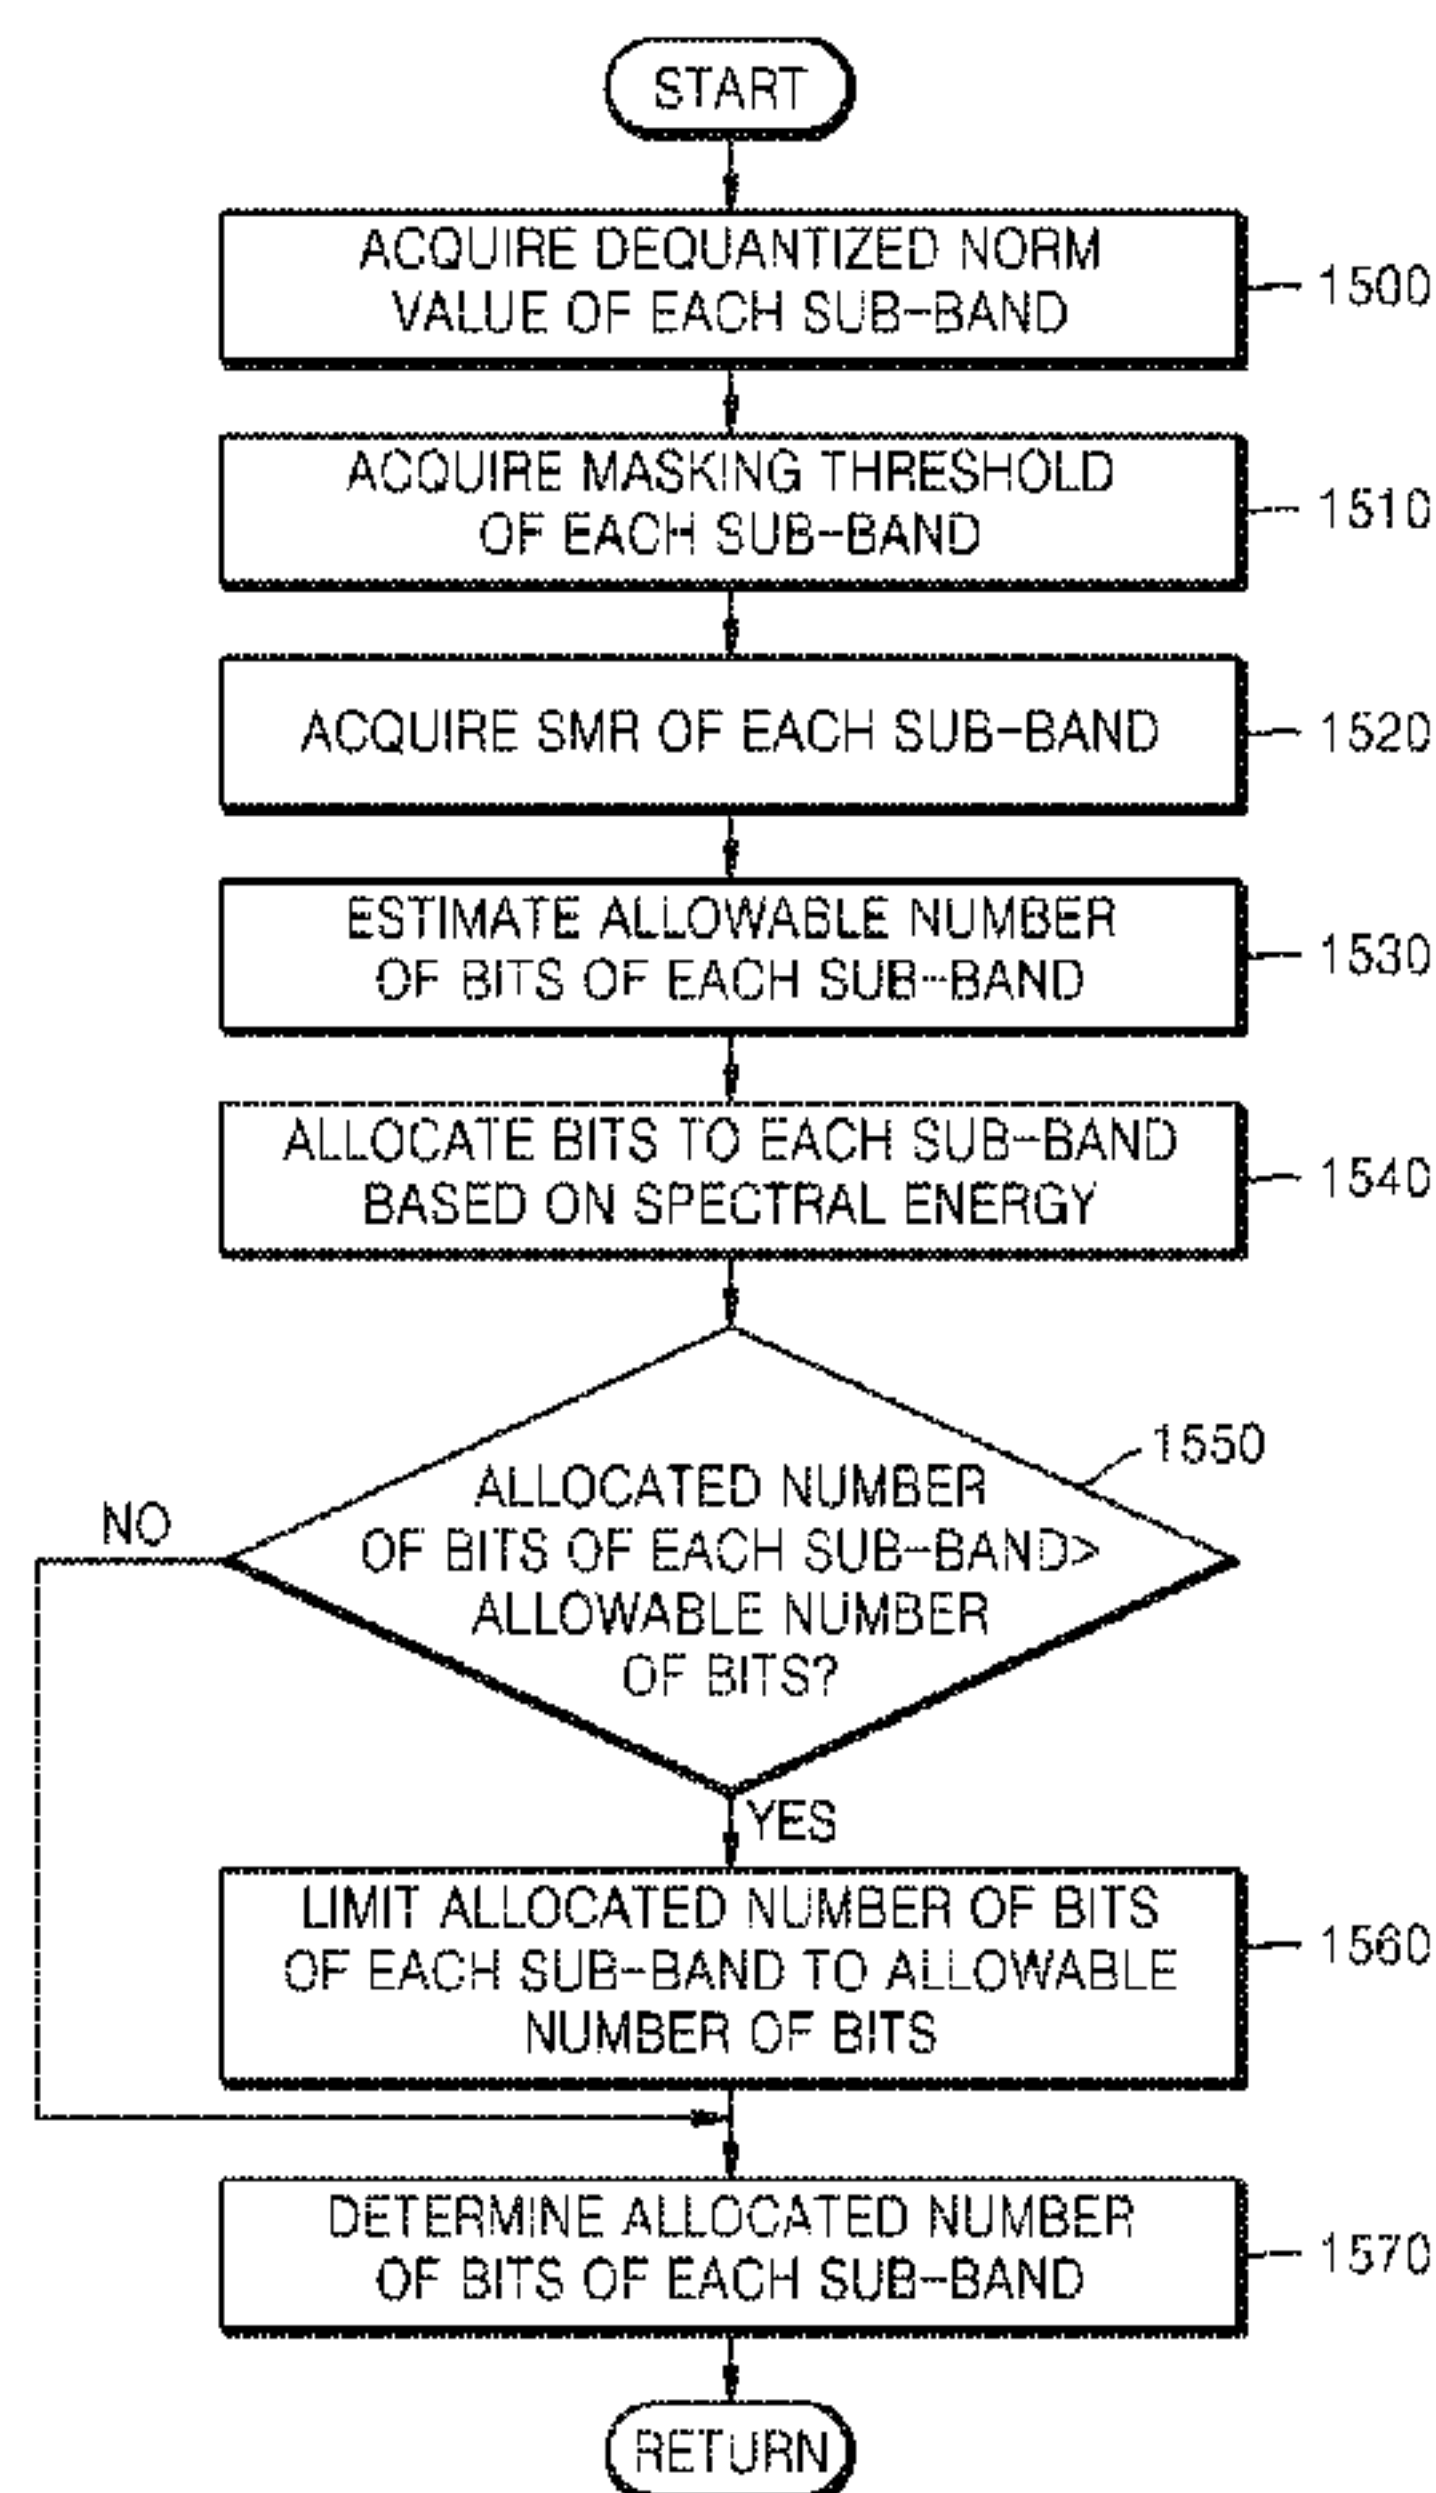 START
ACQUIRE DEQUANTIZED NORM
VALUE OF EACH SUB-BAND
1500
ACQUIRE MASKING THRESHOLD
OF EACH SUB-BAND
1510
ACQUIRE SMR OF EACH SUB-BAND
1520
ESTIMATE ALLOWABLE NUMBER
OF BITS OF EACH SUB-BAND
1530
ALLOCATE BITS TO EACH SUB-BAND
BASED ON SPECTRAL ENERGY
1540
1550
ALLOCATED NUMBER
OF BITS OF EACH SUB-BAND>
ALLOWABLE NUMBER
OF BITS?
NO
YES
LIMIT ALLOCATED NUMBER OF BITS
OF EACH SUB-BAND TO ALLOWABLE
NUMBER OF BITS
1560
DETERMINE ALLOCATED NUMBER
OF BITS OF EACH SUB-BAND
1570
RETURN